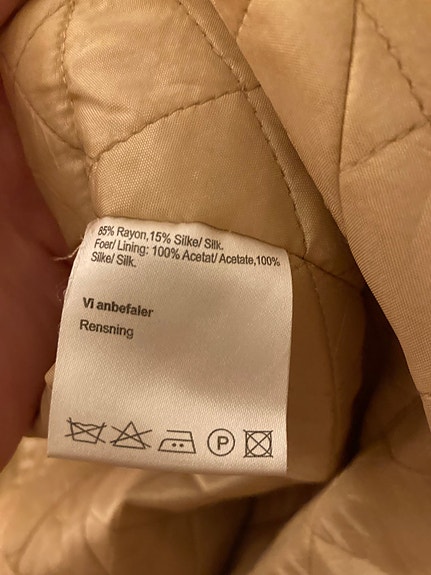 85% Rayon,15% Silke/ Silk.
Foer/ Lining: 100% Acetat/ Acetate,100%
Silke/ Silk.
Vi anbefaler
Rensning
P